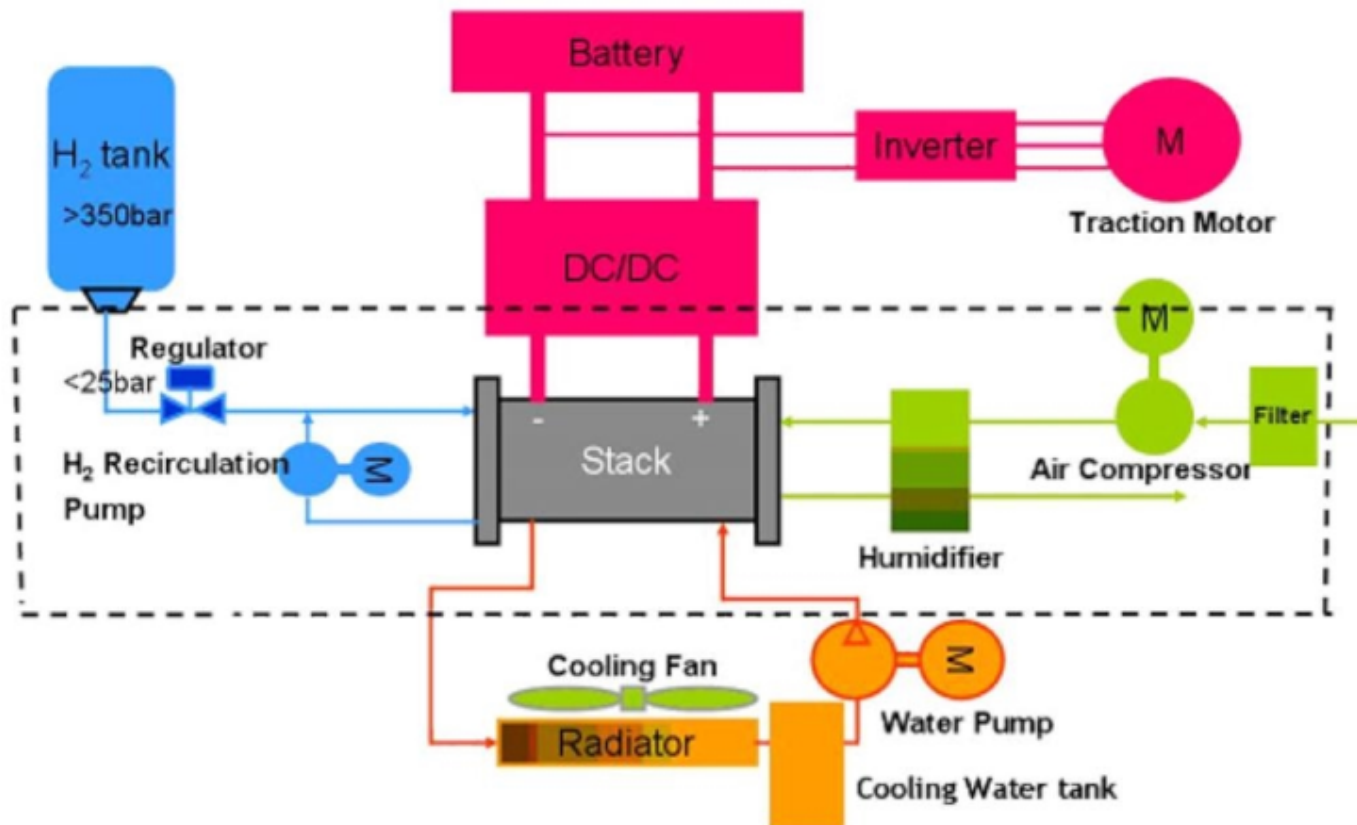 Battery
H₂ tank
>350bar
Inverter
M
Traction Motor
DC/DC
M
Regulator
<25bar
- +
Filter
Stack
H₂ Recirculation
Pump
M
Air Compressor
Humidifier
Cooling Fan
M
Water Pump
Radiator
Cooling Water tank